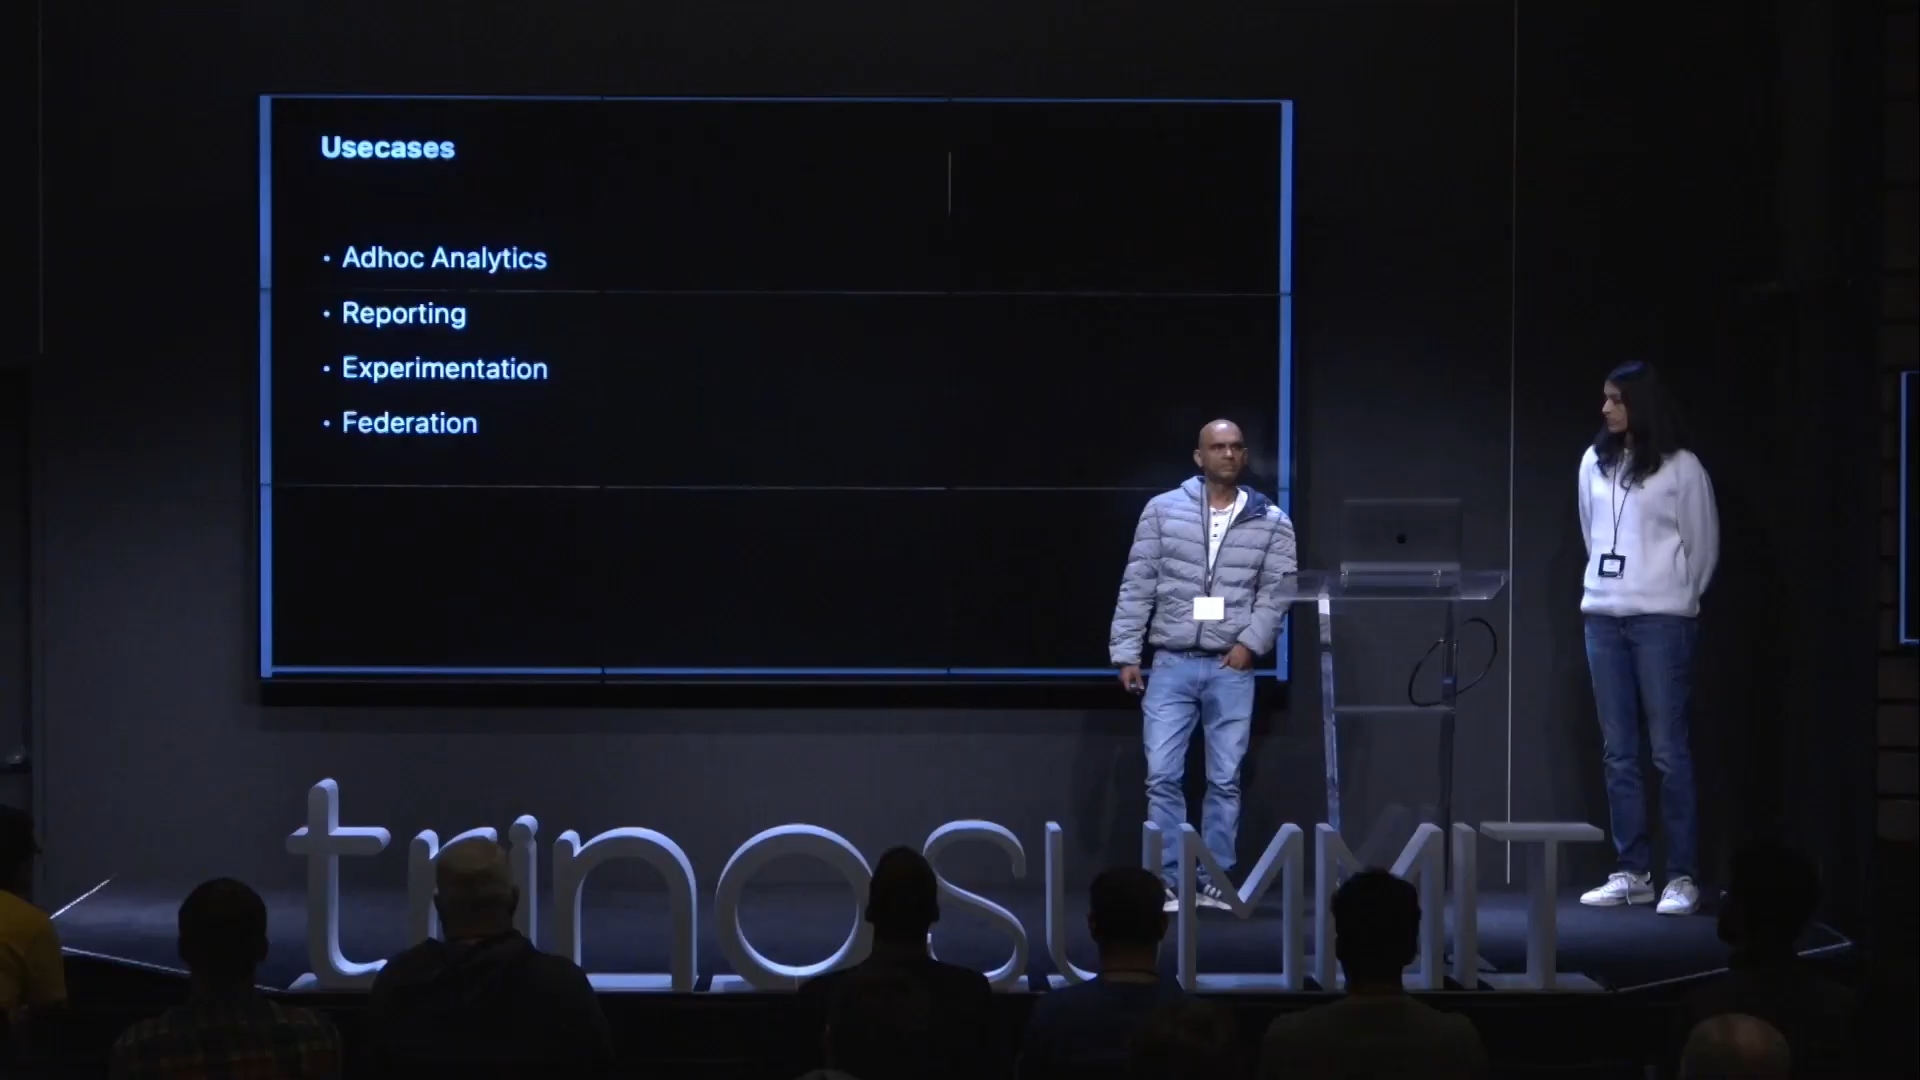 Usecases
• Adhoc Analytics
• Reporting
• Experimentation
• Federation
trinoSUMMIT